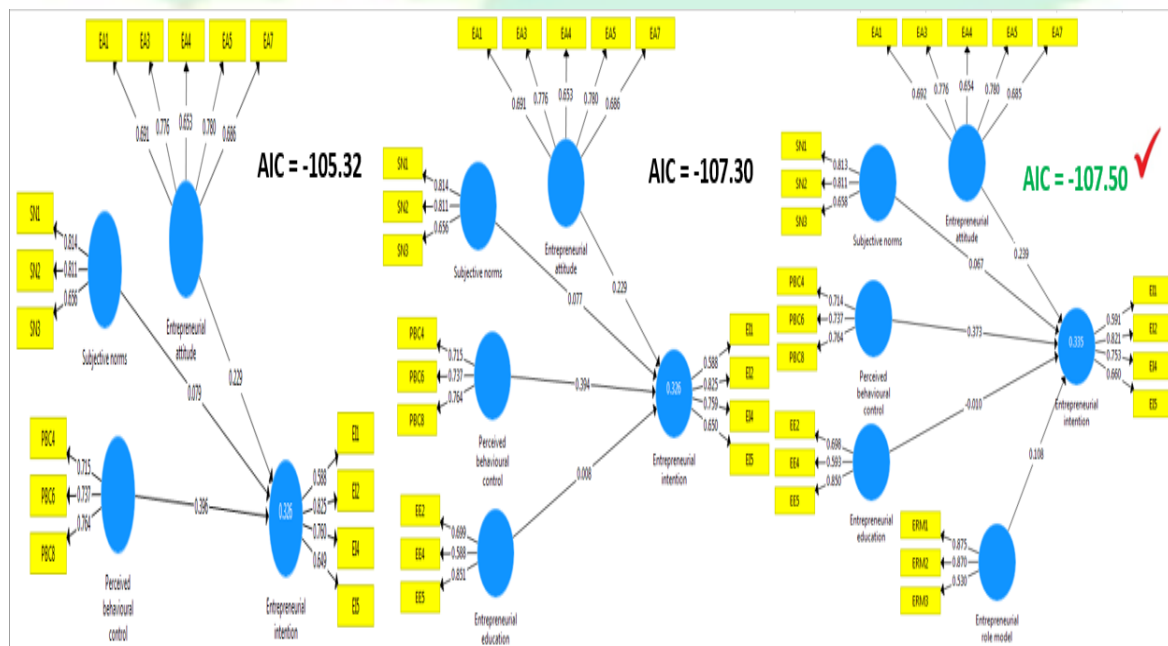 EA1 EA3 EA4 EA5 EA7
0.691 0.776 0.653 0.780 0.686
AIC = -105.32
SN1
SN2
SN3
0.814
0.811
0.656
Subjective norms
Entrepreneurial
attitude
0.229
0.079
PBC4
PBC6
PBC8
0.715
0.737
0.764
Perceived
behavioural
control
0.396
0.326
Entrepreneurial
intention
0.588
0.825
0.760
0.649
EI1
EI2
EI4
EI5
EA1 EA3 EA4 EA5 EA7
0.691 0.776 0.653 0.780 0.686
AIC = -107.30
SN1
SN2
SN3
0.814
0.811
0.656
Subjective norms
Entrepreneurial
attitude
0.229
0.077
PBC4
PBC6
PBC8
0.715
0.737
0.764
Perceived
behavioural
control
0.394
0.326
Entrepreneurial
intention
0.588
0.825
0.759
0.650
EI1
EI2
EI4
EI5
0.008
EE2
EE4
EE5
0.699
0.588
0.851
Entrepreneurial
education
EA1 EA3 EA4 EA5 EA7
0.692 0.776 0.654 0.780 0.685
AIC = -107.50
SN1
SN2
SN3
0.813
0.811
0.658
Subjective norms
Entrepreneurial
attitude
0.239
0.067
PBC4
PBC6
PBC8
0.714
0.737
0.764
Perceived
behavioural
control
0.373
0.335
Entrepreneurial
intention
0.591
0.821
0.753
0.660
EI1
EI2
EI4
EI5
-0.010
EE2
EE4
EE5
0.698
0.593
0.850
Entrepreneurial
education
0.108
ERM1
ERM2
ERM3
0.875
0.870
0.530
Entrepreneurial
role model